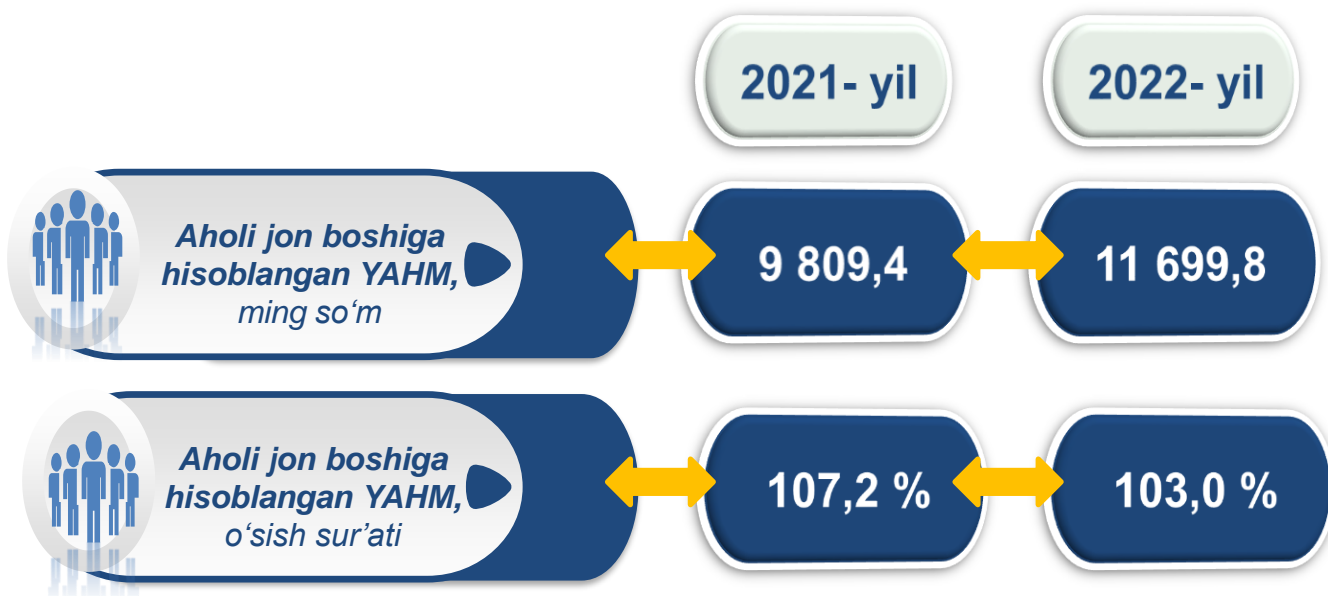 2021- yil
2022- yil
Aholi jon boshiga
hisoblangan YAHM,
ming so‘m
9 809,4
11 699,8
Aholi jon boshiga
hisoblangan YAHM,
o‘sish sur’ati
107,2 %
103,0 %